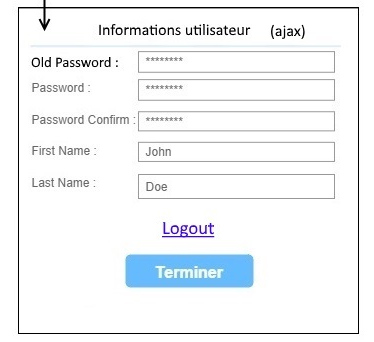 Informations utilisateur (ajax)
Old Password : ********
Password : ********
Password Confirm : ********
First Name : John
Last Name : Doe
Logout
Terminer